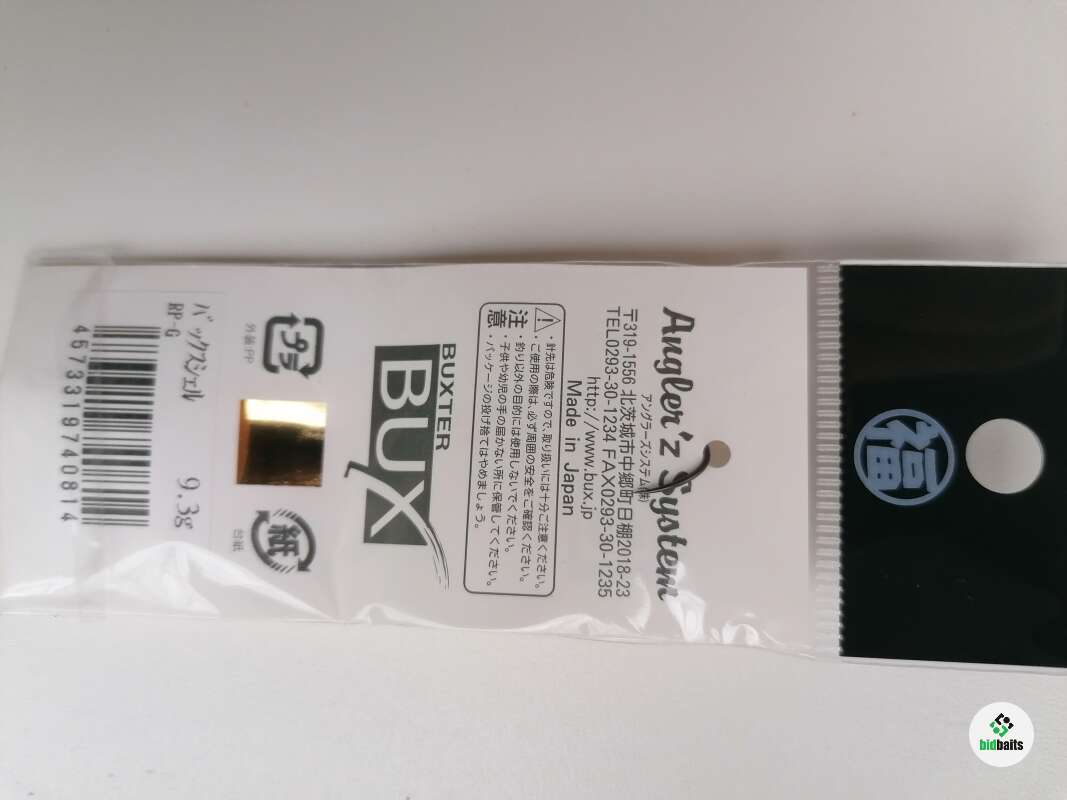 福
Angler'z System
アングラーズシステム(株)
〒319-1556 北茨城市中郷町日棚2018-23
TEL0293-30-1234 FAX0293-30-1235
http://www.bux.jp
Made in Japan
注意
・針先は危険ですので、取り扱いには十分ご注意ください。
・ご使用の際は、必ず周囲の安全をご確認ください。
・釣り以外の目的には使用しないでください。
・子供や幼児の手の届かない所に保管してください。
・パッケージの投げ捨てはやめましょう。
BUXTER
BUX
プラ
外装:PP
紙
台紙
バックスミシェル 9.3g
RP-G
4573319740814
bidbaits